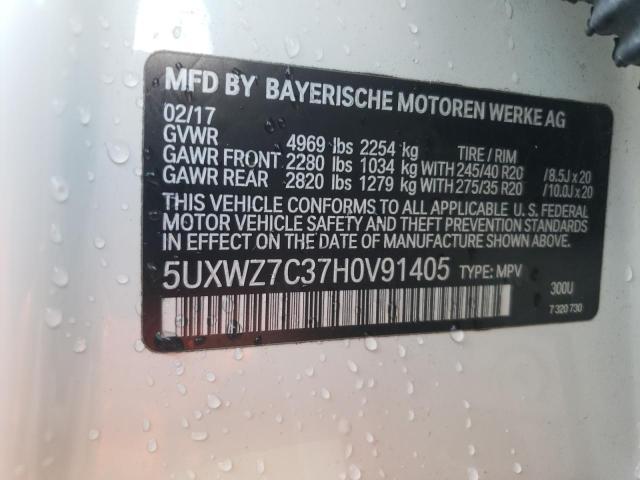 MFD BY BAYERISCHE MOTOREN WERKE AG
02/17
GVWR 4969 lbs 2254 kg TIRE / RIM
GAWR FRONT 2280 lbs 1034 kg WITH 245/40 R20 /8.5J x 20
GAWR REAR 2820 lbs 1279 kg WITH 275/35 R20 /10.0J x 20
THIS VEHICLE CONFORMS TO ALL APPLICABLE U. S. FEDERAL
MOTOR VEHICLE SAFETY AND THEFT PREVENTION STANDARDS
IN EFFECT ON THE DATE OF MANUFACTURE SHOWN ABOVE.
5UXWZ7C37H0V91405 TYPE: MPV
300U
7 320 730